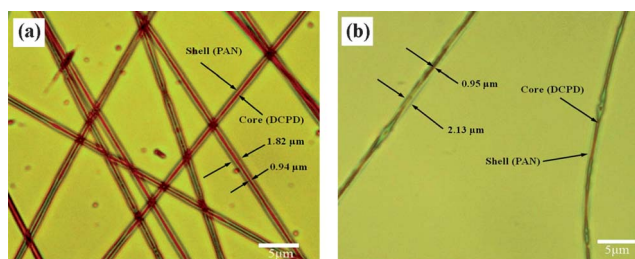 (a)
Shell (PAN)
Core (DCPD)
1.82 µm
0.94 µm
5µm
(b)
0.95 µm
Core (DCPD)
2.13 µm
Shell (PAN)
5µm